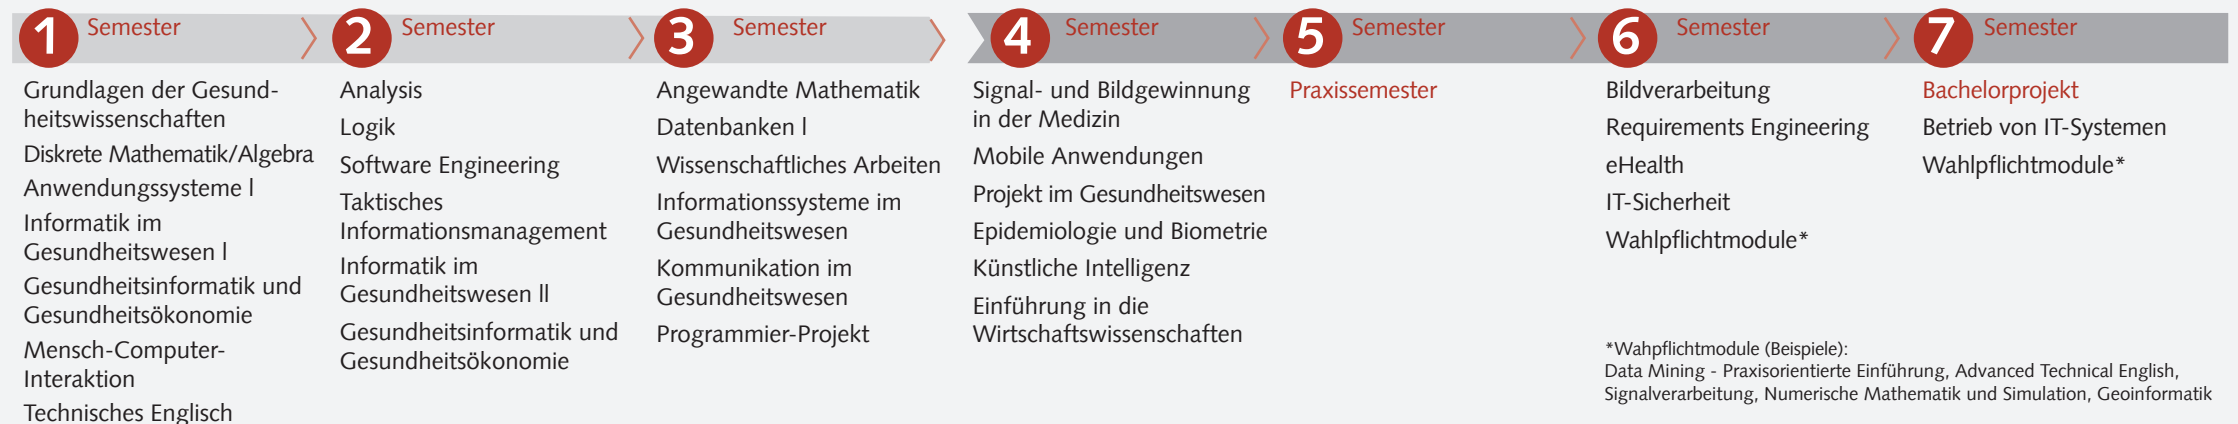 1 Semester
Grundlagen der Gesund-
heitswissenschaften
Diskrete Mathematik/Algebra
Anwendungssysteme l
Informatik im
Gesundheitswesen l
Gesundheitsinformatik und
Gesundheitsökonomie
Mensch-Computer-
Interaktion
Technisches Englisch
2 Semester
Analysis
Logik
Software Engineering
Taktisches
Informationsmanagement
Informatik im
Gesundheitswesen ll
Gesundheitsinformatik und
Gesundheitsökonomie
3 Semester
Angewandte Mathematik
Datenbanken l
Wissenschaftliches Arbeiten
Informationssysteme im
Gesundheitswesen
Kommunikation im
Gesundheitswesen
Programmier-Projekt
4 Semester
Signal- und Bildgewinnung
in der Medizin
Mobile Anwendungen
Projekt im Gesundheitswesen
Epidemiologie und Biometrie
Künstliche Intelligenz
Einführung in die
Wirtschaftswissenschaften
5 Semester
Praxissemester
6 Semester
Bildverarbeitung
Requirements Engineering
eHealth
IT-Sicherheit
Wahlpflichtmodule*
7 Semester
Bachelorprojekt
Betrieb von IT-Systemen
Wahlpflichtmodule*
*Wahpflichtmodule (Beispiele):
Data Mining - Praxisorientierte Einführung, Advanced Technical English,
Signalverarbeitung, Numerische Mathematik und Simulation, Geoinformatik